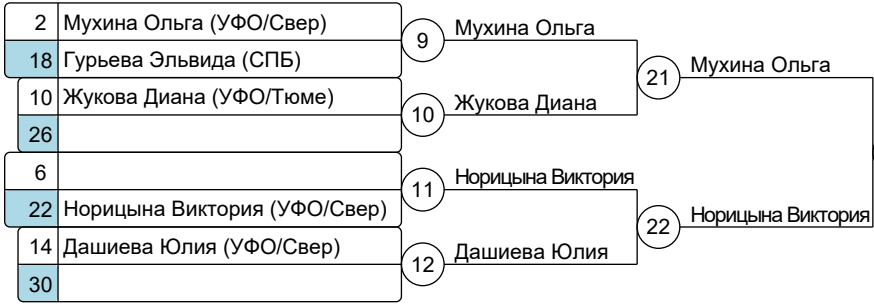 2 Мухина Ольга (УФО/Свер)
18 Гурьева Эльвида (СПБ)
9 Мухина Ольга
10 Жукова Диана (УФО/Тюме)
26
10 Жукова Диана
21 Мухина Ольга
6
22 Норицына Виктория (УФО/Свер)
11 Норицына Виктория
14 Дашиева Юлия (УФО/Свер)
30
12 Дашиева Юлия
22 Норицына Виктория